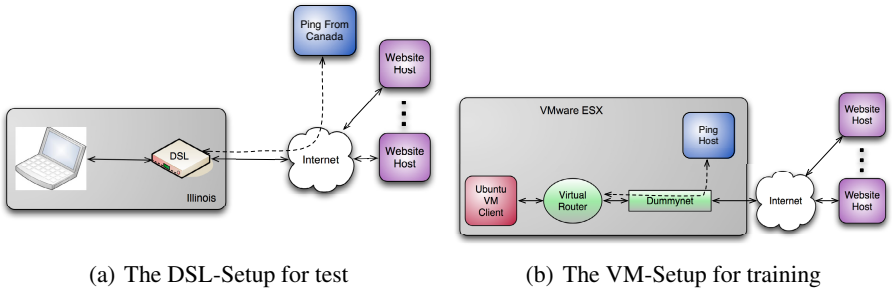 Ping From
Canada
Website
Host
DSL
Internet
Website
Host
Illinois
(a) The DSL-Setup for test
VMware ESX
Ping
Host
Website
Host
Ubuntu
VM
Client
Virtual
Router
Dummynet
Internet
Website
Host
(b) The VM-Setup for training